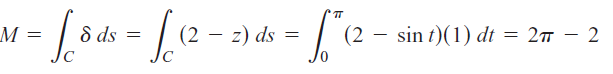 M = ∫_C δ ds = ∫_C (2 − z) ds = ∫_0^π (2 − sin t)(1) dt = 2π − 2